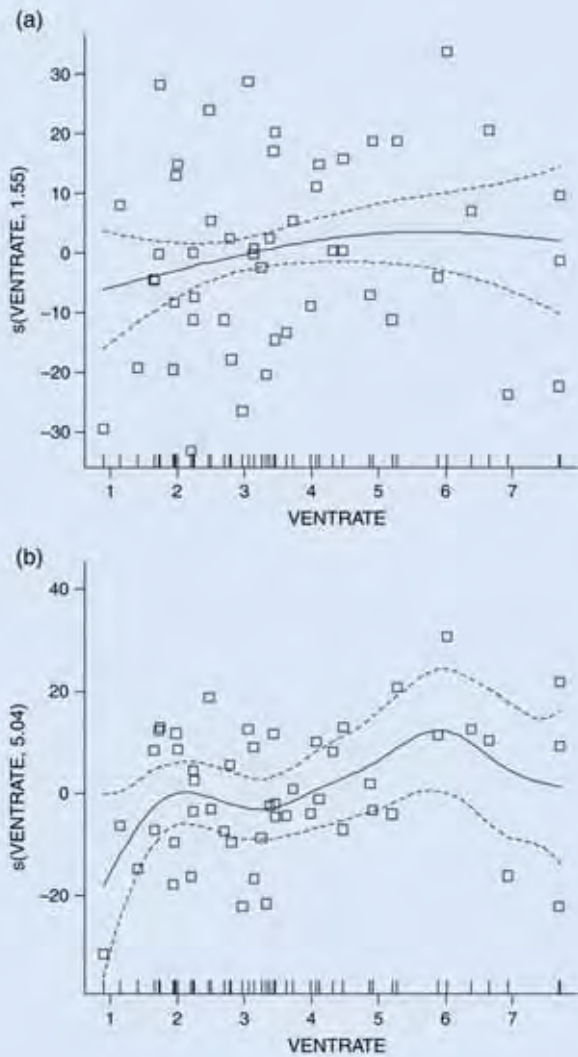 (a)
30
20
10
0
−10
−20
−30
s(VENTRATE, 1.55)
1 2 3 4 5 6 7
VENTRATE
(b)
40
20
0
−20
s(VENTRATE, 5.04)
1 2 3 4 5 6 7
VENTRATE